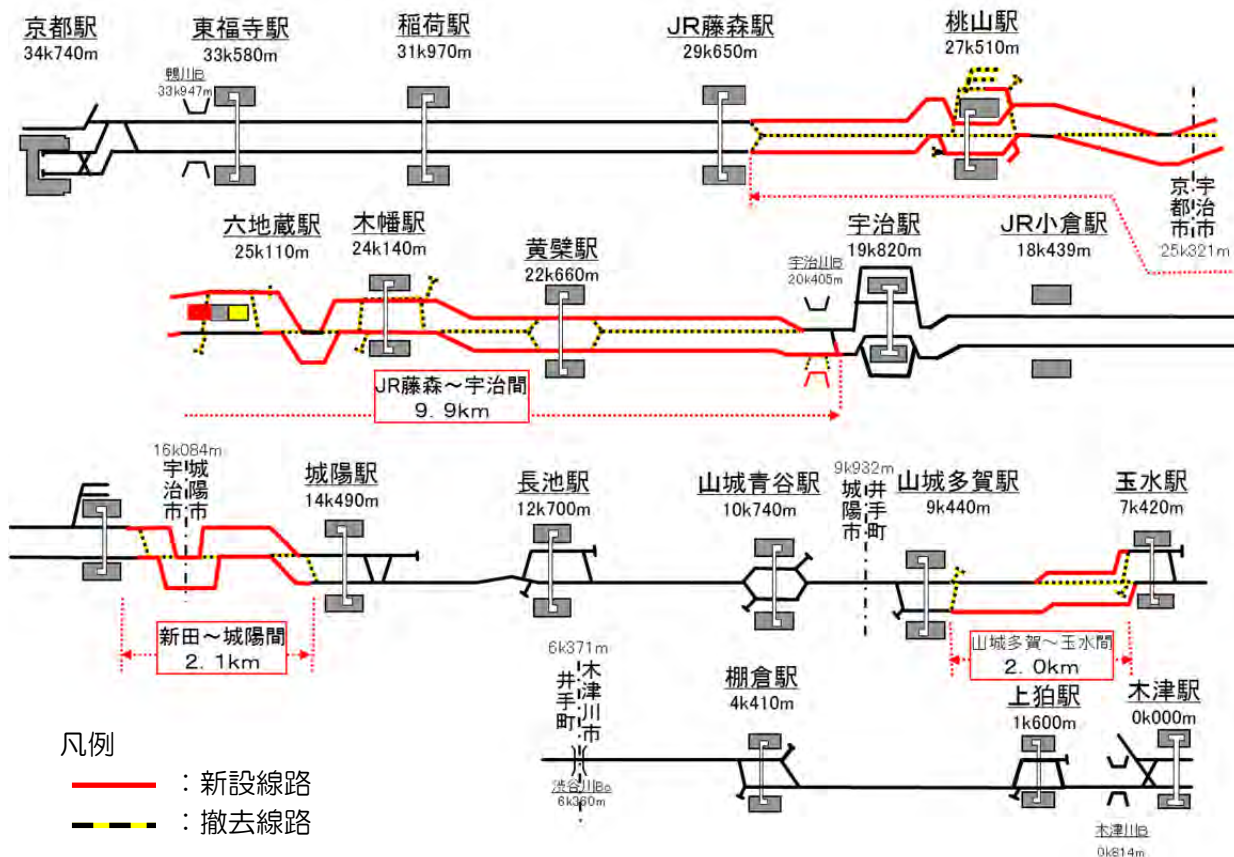 京都駅
34k740m
東福寺駅
33k580m
鴨川B
33k947m
稲荷駅
31k970m
JR藤森駅
29k650m
桃山駅
27k510m
京都市
宇治市
25k321m
六地蔵駅
25k110m
木幡駅
24k140m
黄檗駅
22k660m
宇治川B
20k405m
宇治駅
19k820m
JR小倉駅
18k439m
JR藤森～宇治間
9.9km
16k084m
宇治市
城陽市
城陽駅
14k490m
長池駅
12k700m
山城青谷駅
10k740m
9k932m
城陽市
井手町
山城多賀駅
9k440m
玉水駅
7k420m
新田～城陽間
2.1km
山城多賀～玉水間
2.0km
6k371m
井手町
木津川市
渋谷川Bo
6k360m
棚倉駅
4k410m
上狛駅
1k600m
木津駅
0k000m
木津川B
0k814m
凡例
：新設線路
：撤去線路